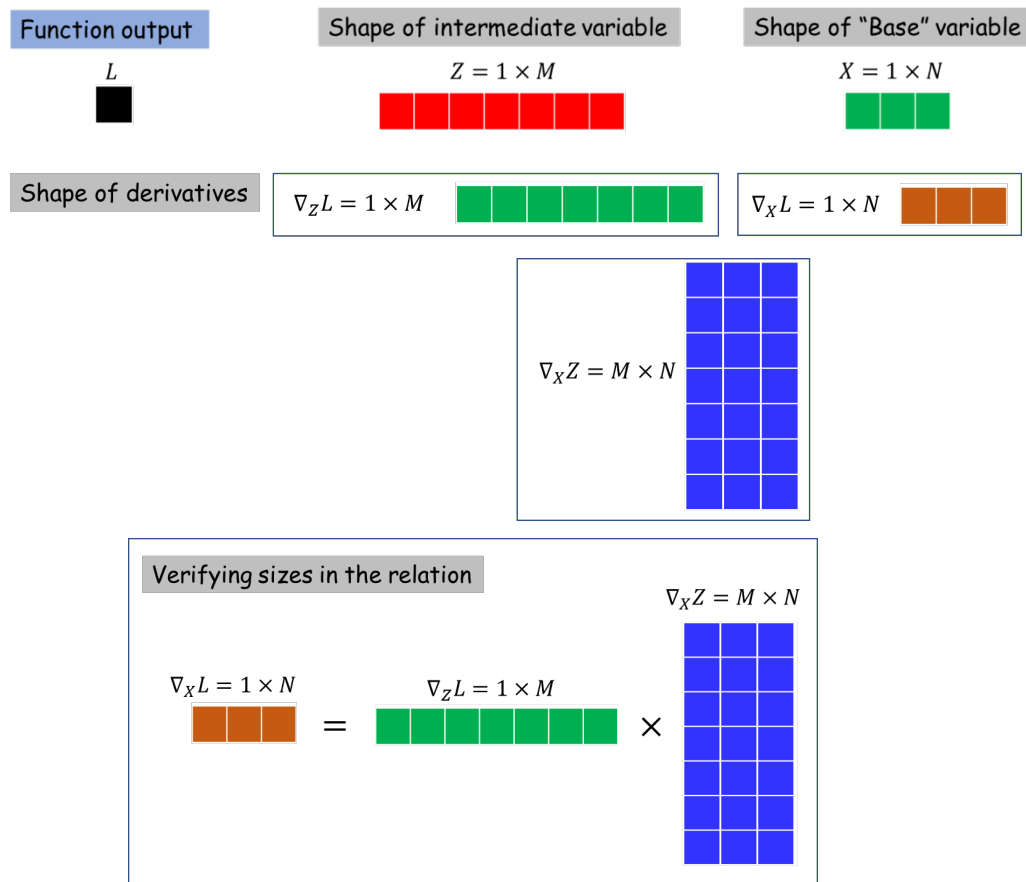 Function output
Shape of intermediate variable
Shape of “Base” variable
L
Z = 1 × M
X = 1 × N
Shape of derivatives
∇_Z L = 1 × M
∇_X L = 1 × N
∇_X Z = M × N
Verifying sizes in the relation
∇_X Z = M × N
∇_X L = 1 × N
∇_Z L = 1 × M
=
×